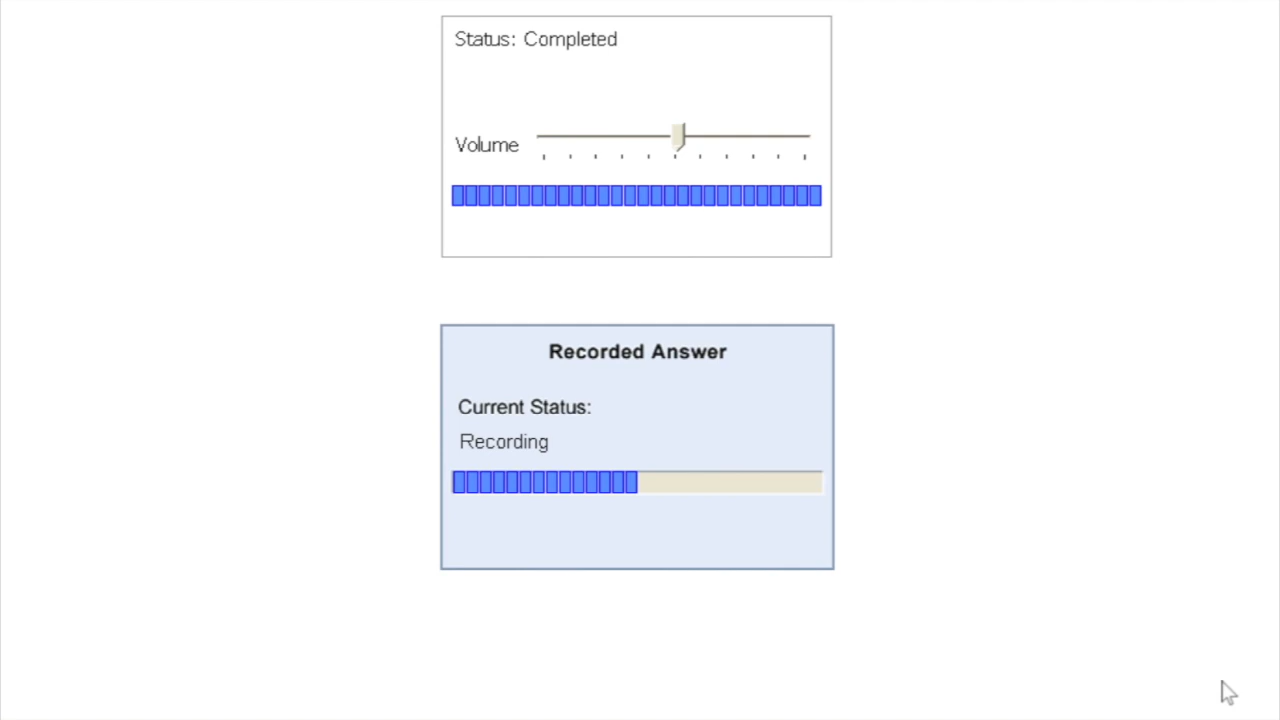 Status: Completed
Volume
Recorded Answer
Current Status:
Recording